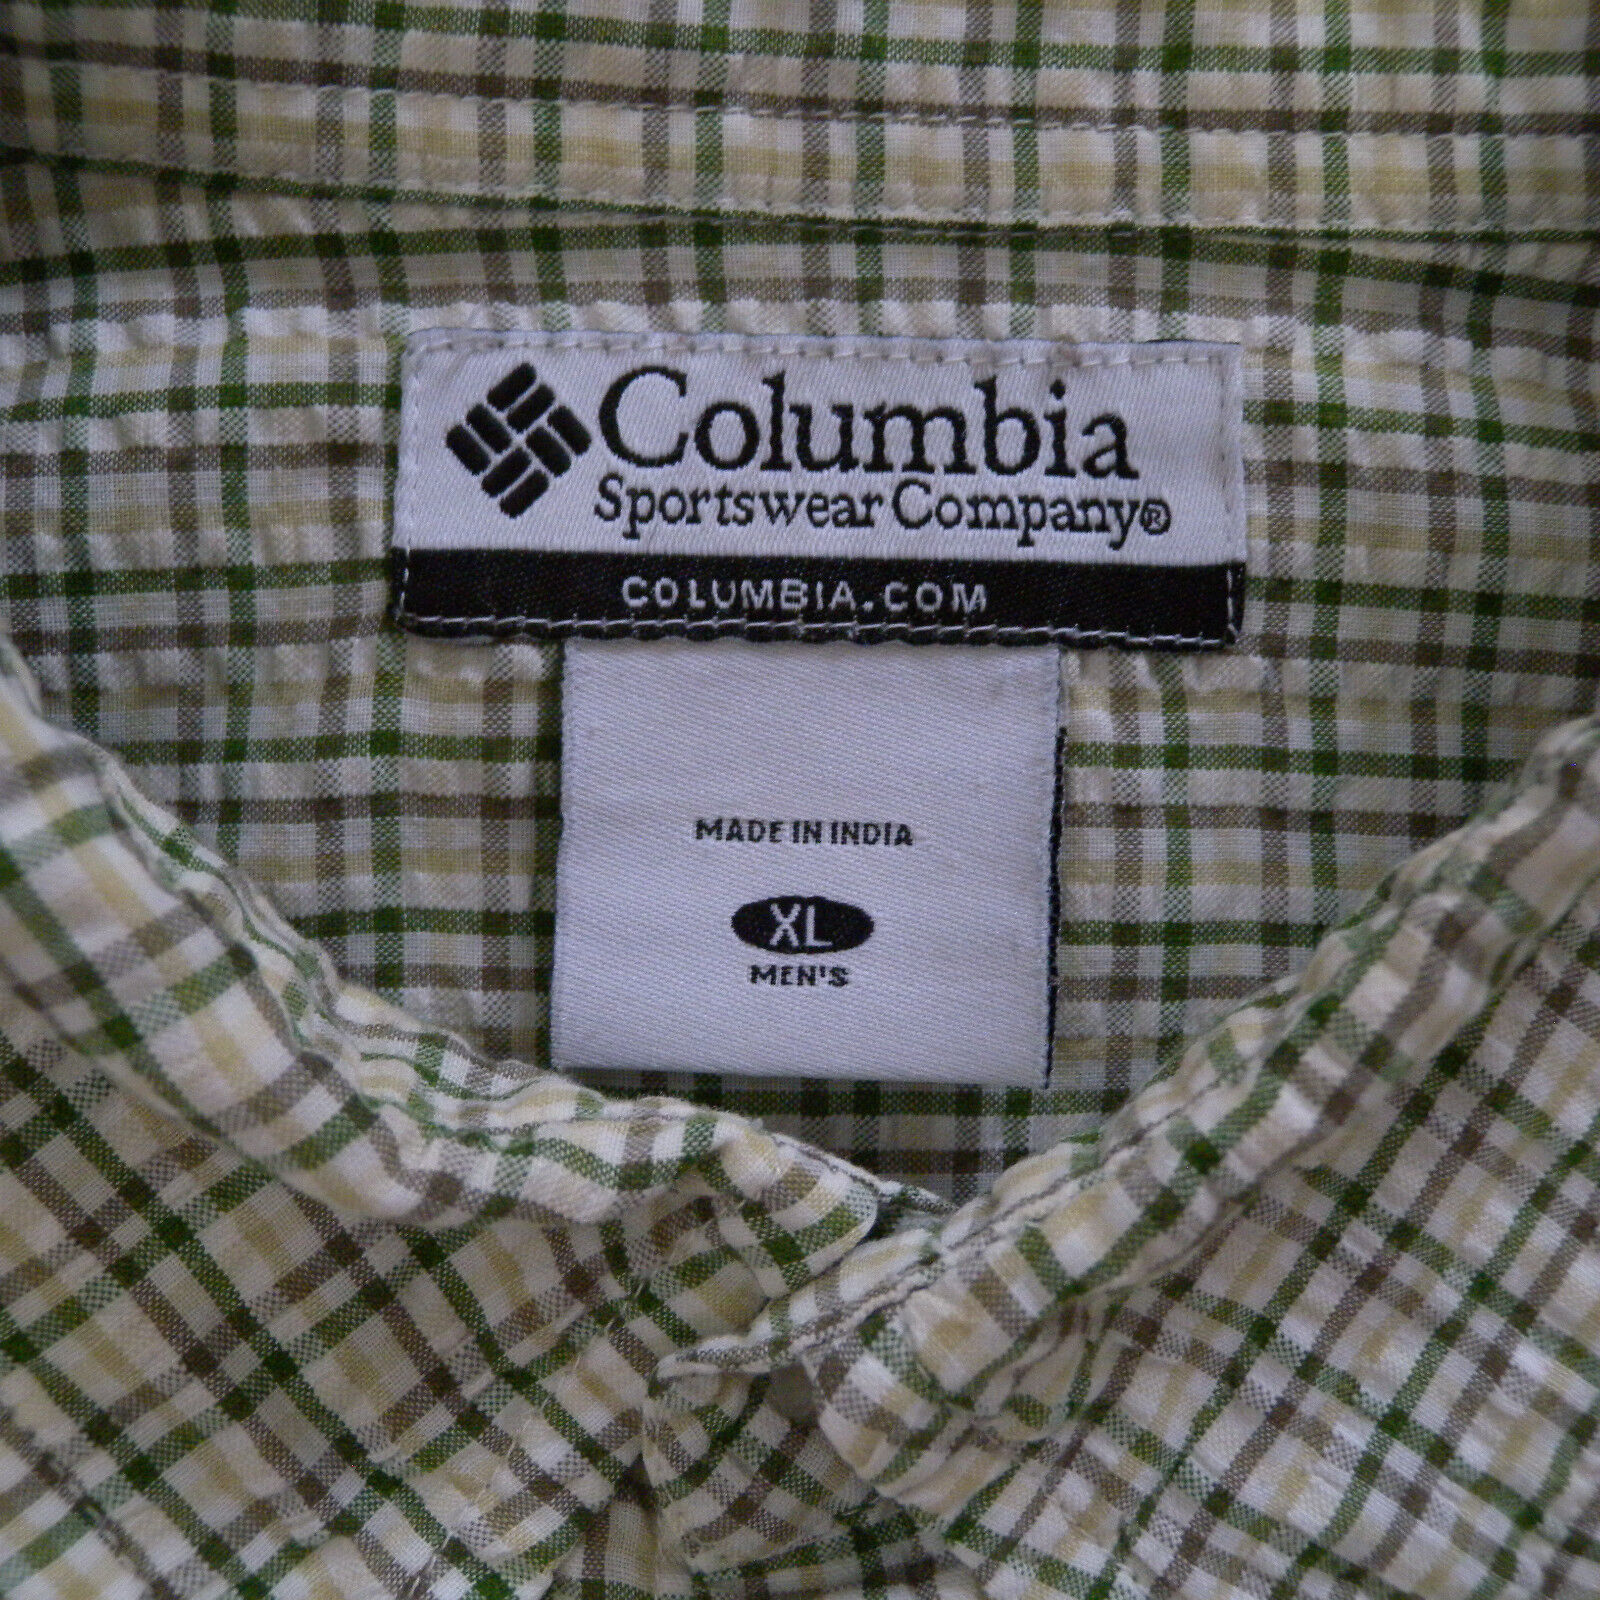 Columbia
Sportswear Company®
COLUMBIA.COM
MADE IN INDIA
XL
MEN'S